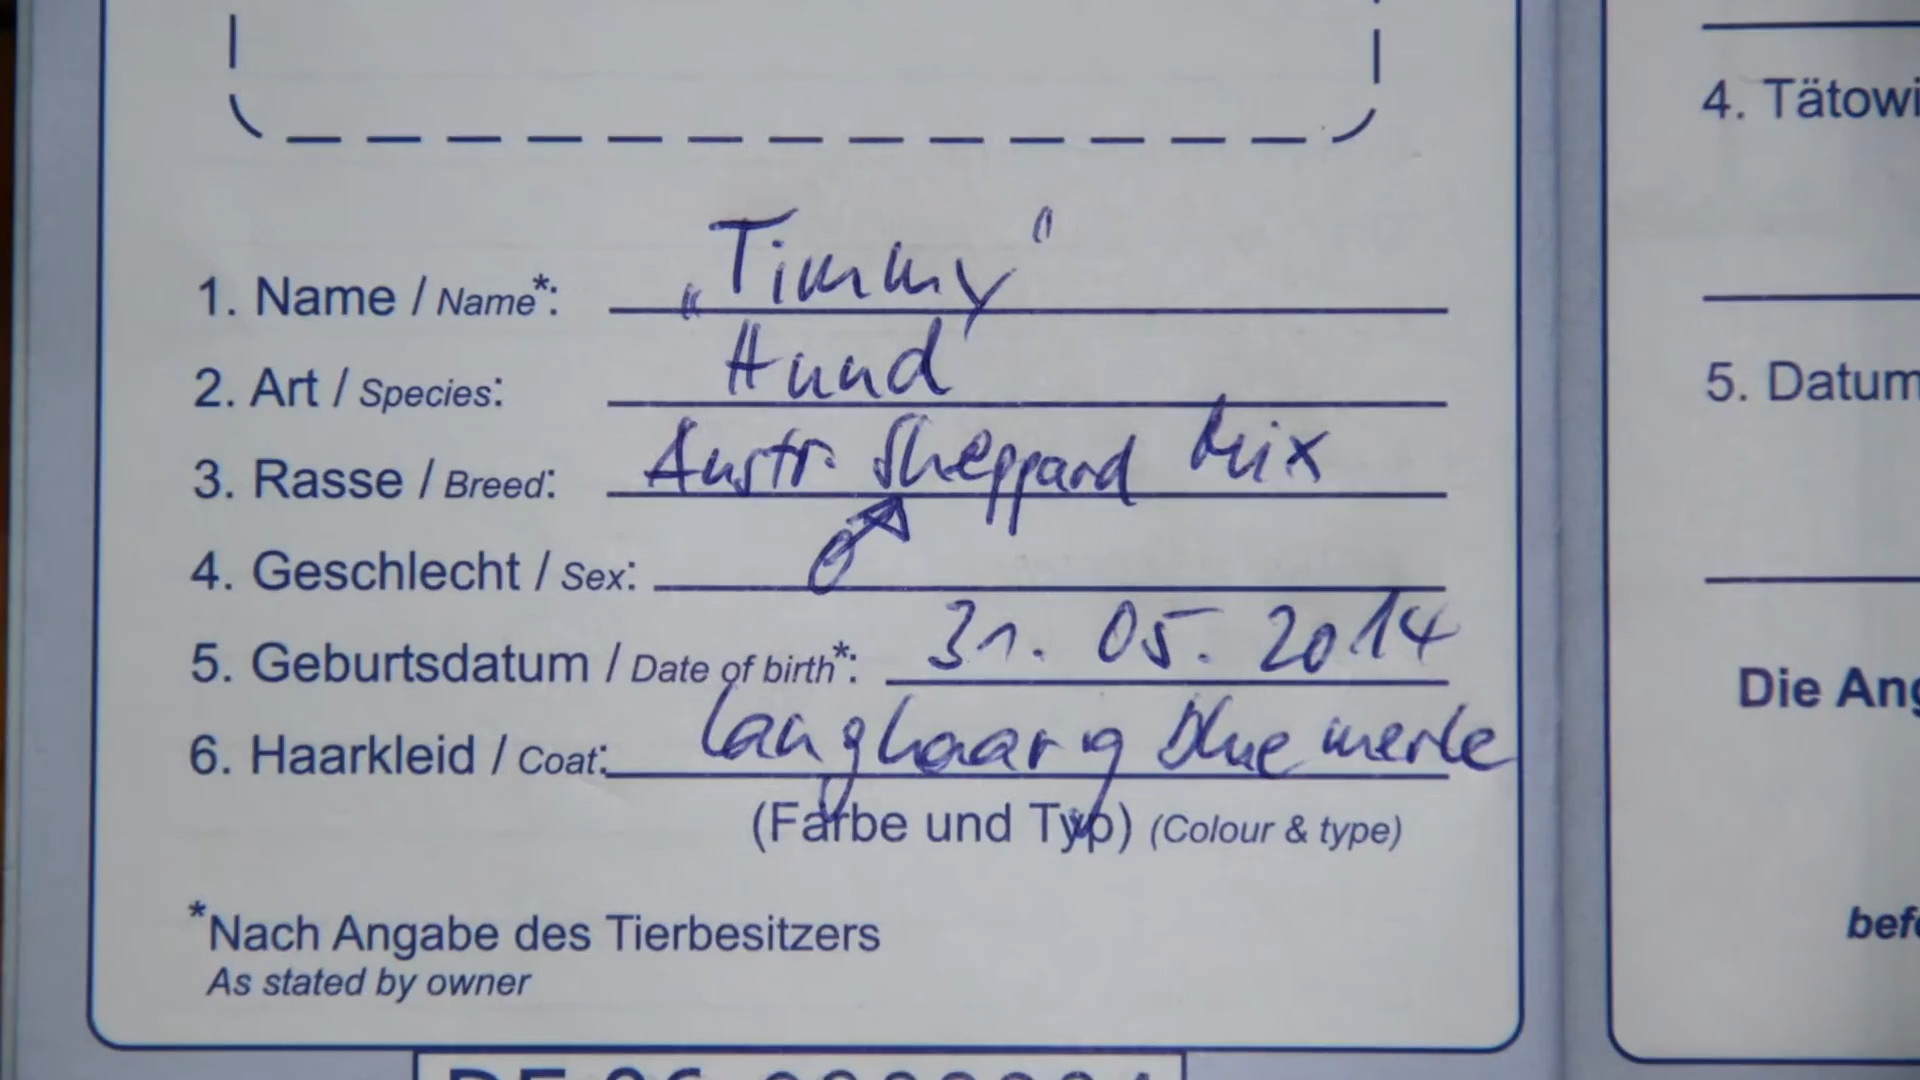 1. Name / Name*: „Timmy“
2. Art / Species: Hund
3. Rasse / Breed: Austr. Sheppard Mix
4. Geschlecht / Sex: ♂
5. Geburtsdatum / Date of birth*: 31. 05. 2014
6. Haarkleid / Coat: langhaarig blue merle
(Farbe und Typ) (Colour & type)
*Nach Angabe des Tierbesitzers
As stated by owner
4. Tätowi
5. Datum
Die Ang
befo